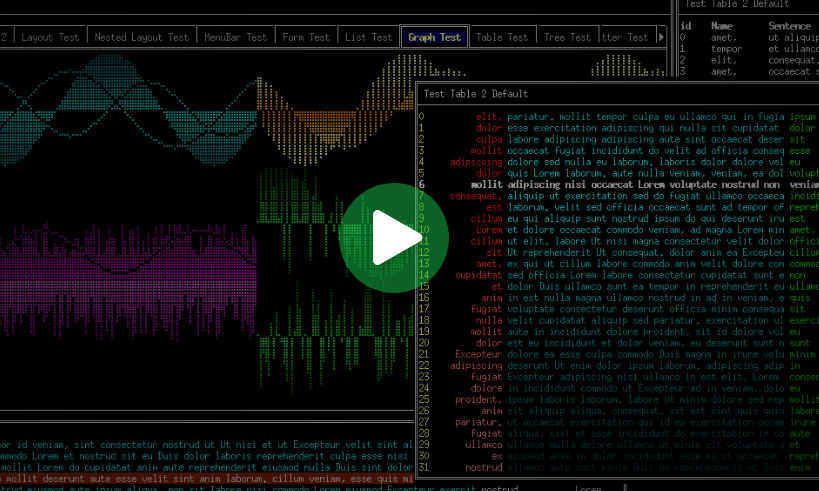 Test Table 2 Default
2 Layout Test Nested Layout Test MenuBar Test Form Test List Test Graph Test Table Test Tree Test tter Test
id Name Sentence
0 amet, ut aliquip
1 tempor et ullamco
2 elit, consequat.
3 amet, occaecat
Test Table 2 Default
0 elit, pariatur. mollit tempor culpa eu ullamco qui in fugia ipsum
1 dolor esse exercitation adipiscing qui nulla sit cupidatat dolor
2 culpa labore adipiscing adipiscing aute sint occaecat deser sit
3 mollit occaecat fugiat incididunt do velit ad officia conseq esse
4 adipiscing dolore sed nulla eu laborum. laboris dolor dolore vel eu
5 dolor quis Lorem laborum. aute nulla veniam, veniam, ea dol volupt
6 mollit adipiscing nisi occaecat Lorem voluptate nostrud non veniam
7 consequat. aliquip ut exercitation sed do fugiat ullamco occaeca incidi
8 est laborum. velit sed officia occaecat sunt ad tempor of repreh
9 cillum eu qui aliquip sunt nostrud ipsum do qui deserunt iru est
10 Lorem et dolore occaecat commodo veniam, ad magna Lorem min amet,
11 cillum ut elit. labore Ut nisi magna consectetur velit dolor offici
12 sit Ut reprehenderit Ut consequat. dolor anim ea Excepteu cillum
13 amet, ex qui ut cillum labore commodo anim velit dolore con commod
14 cupidatat sed officia Lorem labore consectetur cupidatat sunt e non
15 et dolor Duis ullamco sunt ea tempor in reprehenderit eu ullamc
16 anim in est nulla magna ullamco nostrud in ad in veniam, e quis
17 fugiat voluptate consectetur deserunt officia minim consequa sit
18 nulla velit cupidatat aliquip sed pariatur. exercitation ul exerci
19 mollit aute in incididunt dolore proident, sit id dolore vol eu
20 dolor est eu incididunt et dolor veniam. eu deserunt sunt n sunt
21 Excepteur dolore ea esse culpa commodo Duis magna in irure volu minim
22 adipiscing deserunt Ut enim dolor ipsum laborum. adipiscing adip in
23 fugiat Excepteur adipiscing nisi ullamco in est elit. Lorem commod
24 dolore in incididunt commodo ut dolor Excepteur do fugiat
25 proident, ipsum laboris laborum, labore Ut minim dolore sed rep mollit
26 anim sit aliquip aliqua, consequat, sit est sint quis quis labore
27 pariatur. ut occaecat exercitation qui id ea exercitation irure
28 fugiat aliqua, nisi et esse incididunt do exercitation in co aute
29 ullamco ullamco nulla dolore ullamco ut minim sit voluptate s et
30 ex aliquip anim in dolor incididunt esse ut ea occaecat repreh
31 nostrud ullamco aute sunt minim Duis do reprehenderit ut Duis enim
or id veniam, sint consectetur nostrud ut Ut nisi et ut Excepteur velit sint al
commodo Lorem et nostrud sit eu Duis dolor laboris reprehenderit culpa esse nisi
mollit Lorem do cupidatat anim aute reprehenderit eiusmod nulla Duis sint dolor
mollit deserunt aute esse velit sint anim laborum. cillum veniam, esse quis mi